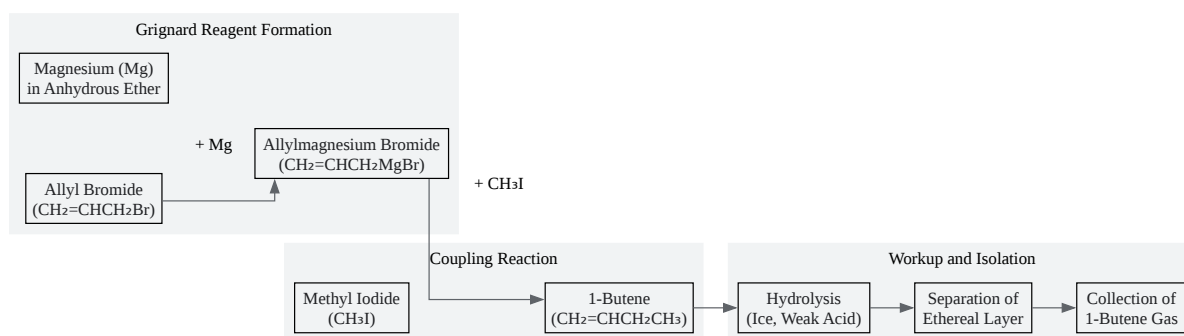 Grignard Reagent Formation
Magnesium (Mg)
in Anhydrous Ether
+ Mg
Allylmagnesium Bromide
(CH₂=CHCH₂MgBr)
Allyl Bromide
(CH₂=CHCH₂Br)
+ CH₃I
Coupling Reaction
Methyl Iodide
(CH₃I)
1-Butene
(CH₂=CHCH₂CH₃)
Workup and Isolation
Hydrolysis
(Ice, Weak Acid)
Separation of
Ethereal Layer
Collection of
1-Butene Gas